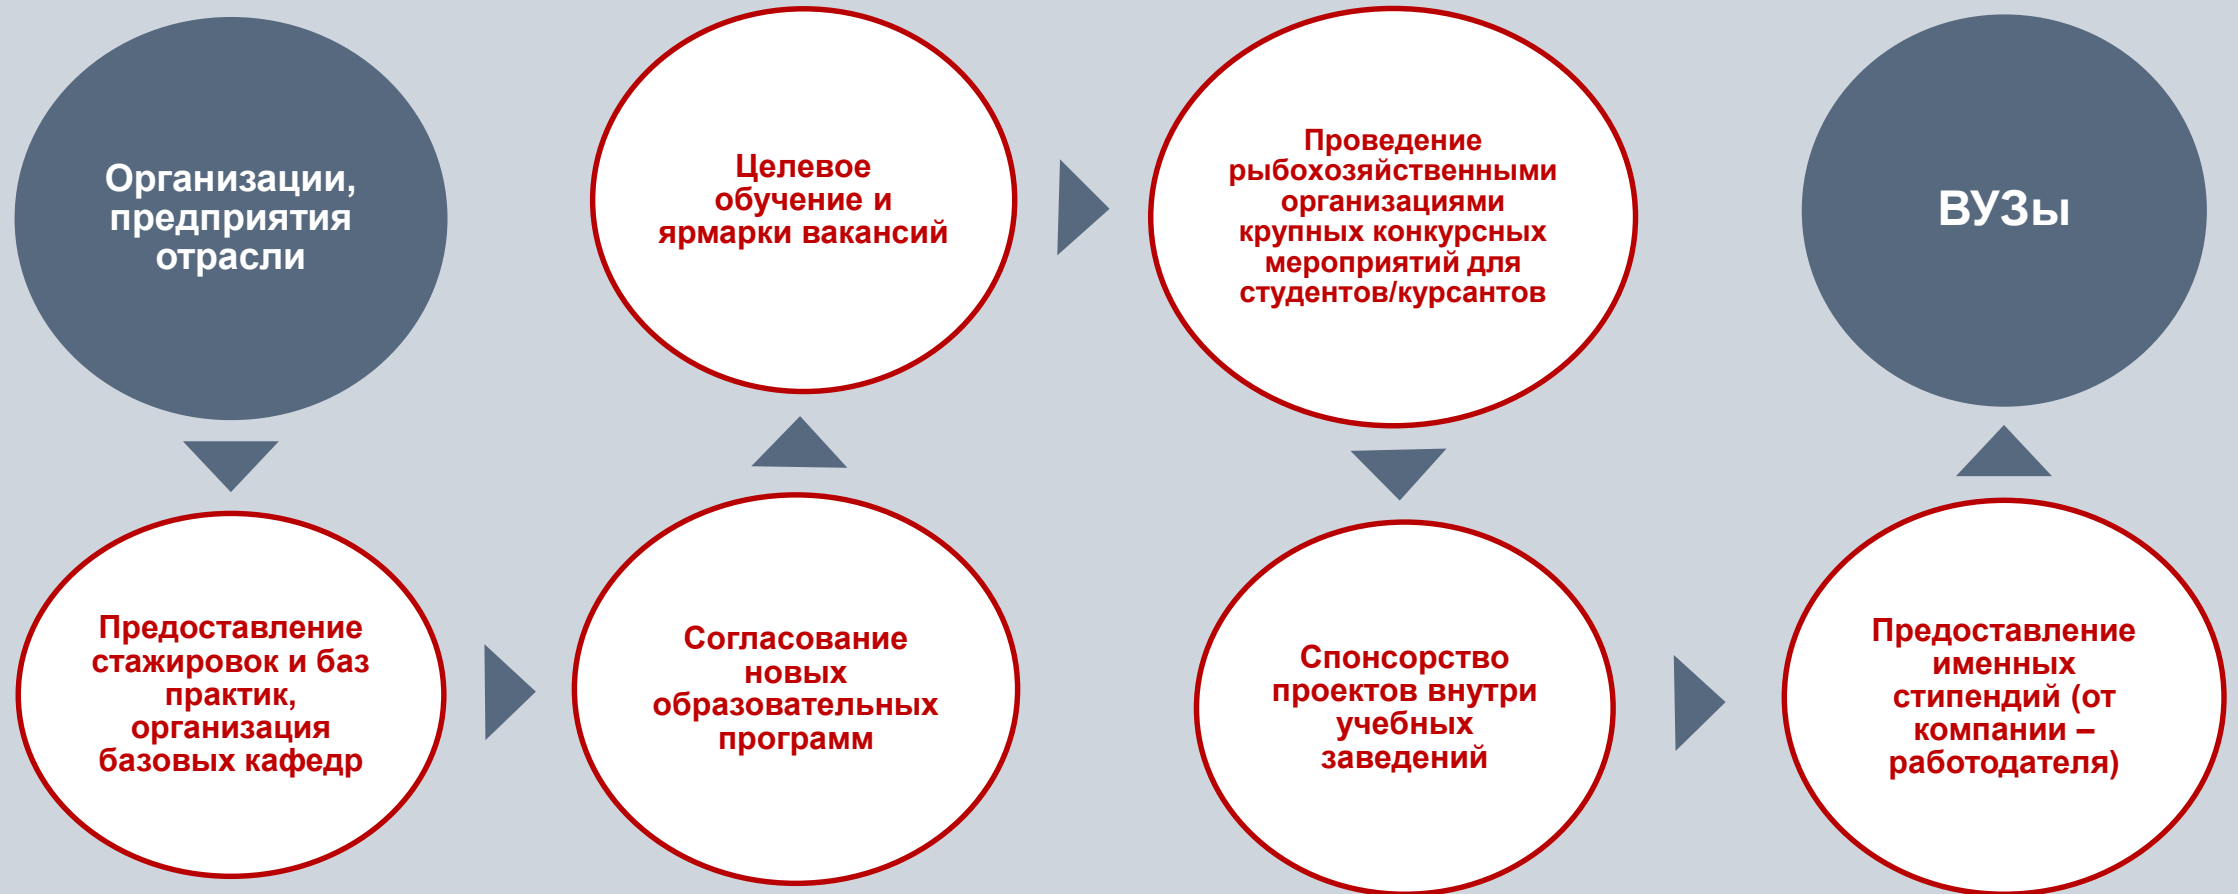 Организации,
предприятия
отрасли
Предоставление
стажировок и баз
практик,
организация
базовых кафедр
Согласование
новых
образовательных
программ
Целевое
обучение и
ярмарки вакансий
Проведение
рыбохозяйственными
организациями
крупных конкурсных
мероприятий для
студентов/курсантов
Спонсорство
проектов внутри
учебных
заведений
Предоставление
именных
стипендий (от
компании –
работодателя)
ВУЗы